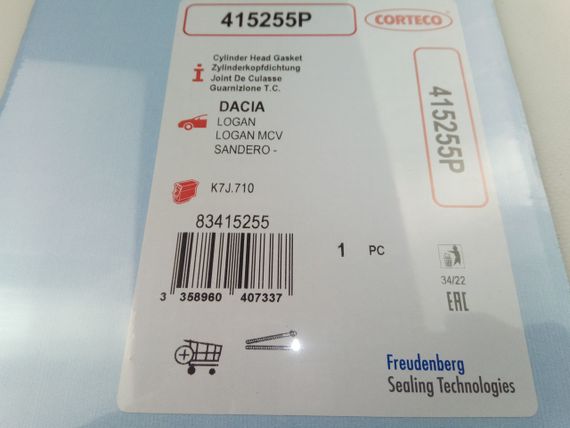 415255P
CORTECO
Cylinder Head Gasket
Zylinderkopfdichtung
Joint De Culasse
Guarnizione T.C.
DACIA
LOGAN
LOGAN MCV
SANDERO -
415255P
K7J.710
83415255
1 PC
3 358960 407337
34/22
EAC
Freudenberg
Sealing Technologies